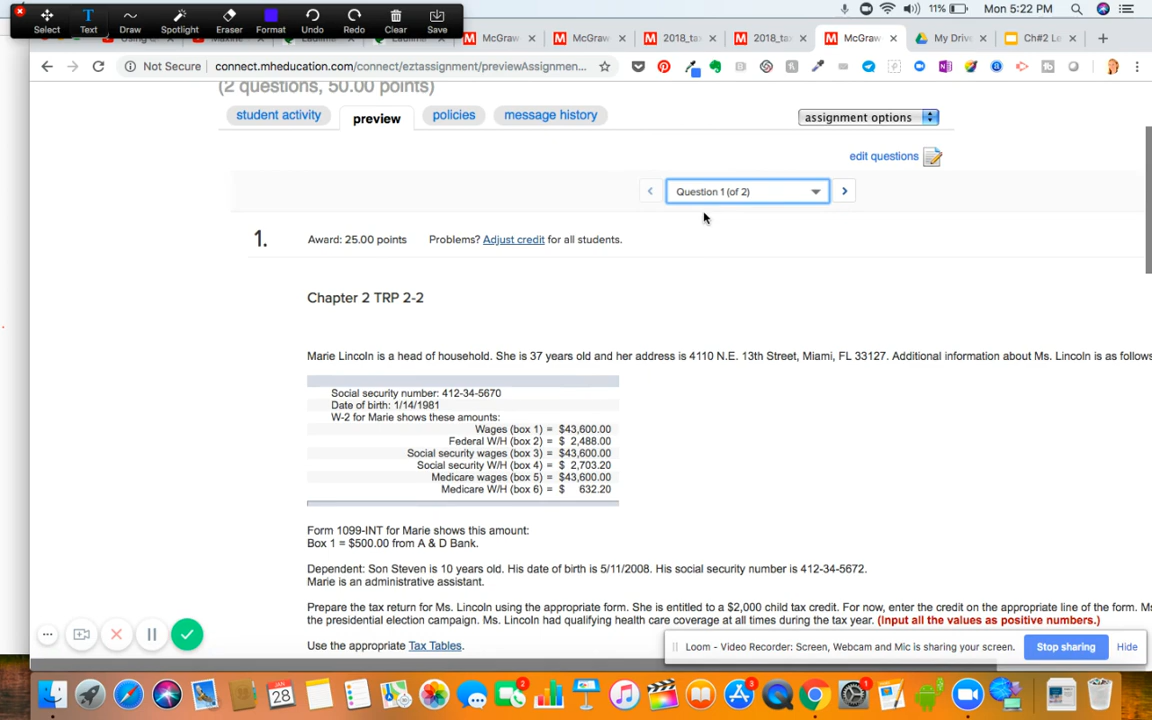 Select Text Draw Spotlight Eraser Format Undo Redo Clear Save
11% Mon 5:22 PM
McGraw McGraw 2018_ta 2018_ta McGraw My Drive Ch#2 Le
Not Secure connect.mheducation.com/connect/eztassignment/previewAssignmen...
(2 questions, 50.00 points)
student activity preview policies message history assignment options
edit questions
Question 1 (of 2)
1. Award: 25.00 points Problems? Adjust credit for all students.
Chapter 2 TRP 2-2
Marie Lincoln is a head of household. She is 37 years old and her address is 4110 N.E. 13th Street, Miami, FL 33127. Additional information about Ms. Lincoln is as follows
Social security number: 412-34-5670
Date of birth: 1/14/1981
W-2 for Marie shows these amounts:
Wages (box 1) = $43,600.00
Federal W/H (box 2) = $ 2,488.00
Social security wages (box 3) = $43,600.00
Social security W/H (box 4) = $ 2,703.20
Medicare wages (box 5) = $43,600.00
Medicare W/H (box 6) = $ 632.20
Form 1099-INT for Marie shows this amount:
Box 1 = $500.00 from A & D Bank.
Dependent: Son Steven is 10 years old. His date of birth is 5/11/2008. His social security number is 412-34-5672.
Marie is an administrative assistant.
Prepare the tax return for Ms. Lincoln using the appropriate form. She is entitled to a $2,000 child tax credit. For now, enter the credit on the appropriate line of the form. Ms
the presidential election campaign. Ms. Lincoln had qualifying health care coverage at all times during the tax year. (Input all the values as positive numbers.)
Use the appropriate Tax Tables.
Loom - Video Recorder: Screen, Webcam and Mic is sharing your screen. Stop sharing Hide
JAN
28
2
3
1